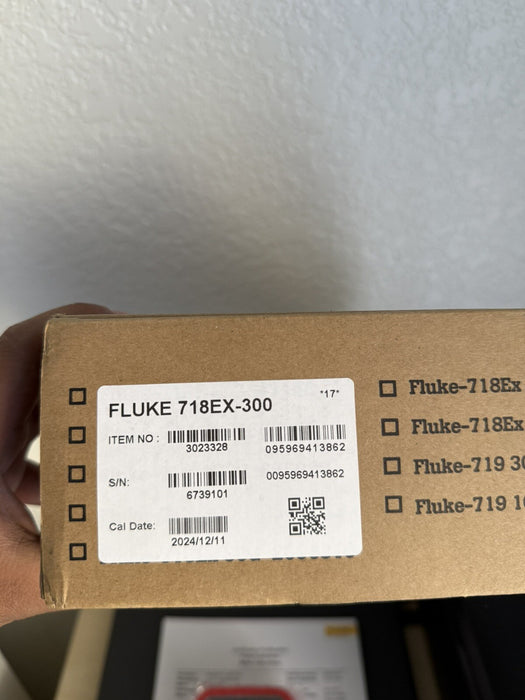 *17*
FLUKE 718EX-300
ITEM NO :
3023328
095969413862
S/N:
6739101
0095969413862
Cal Date:
2024/12/11
Fluke-718Ex
Fluke-718Ex
Fluke-719 30
Fluke-719 10